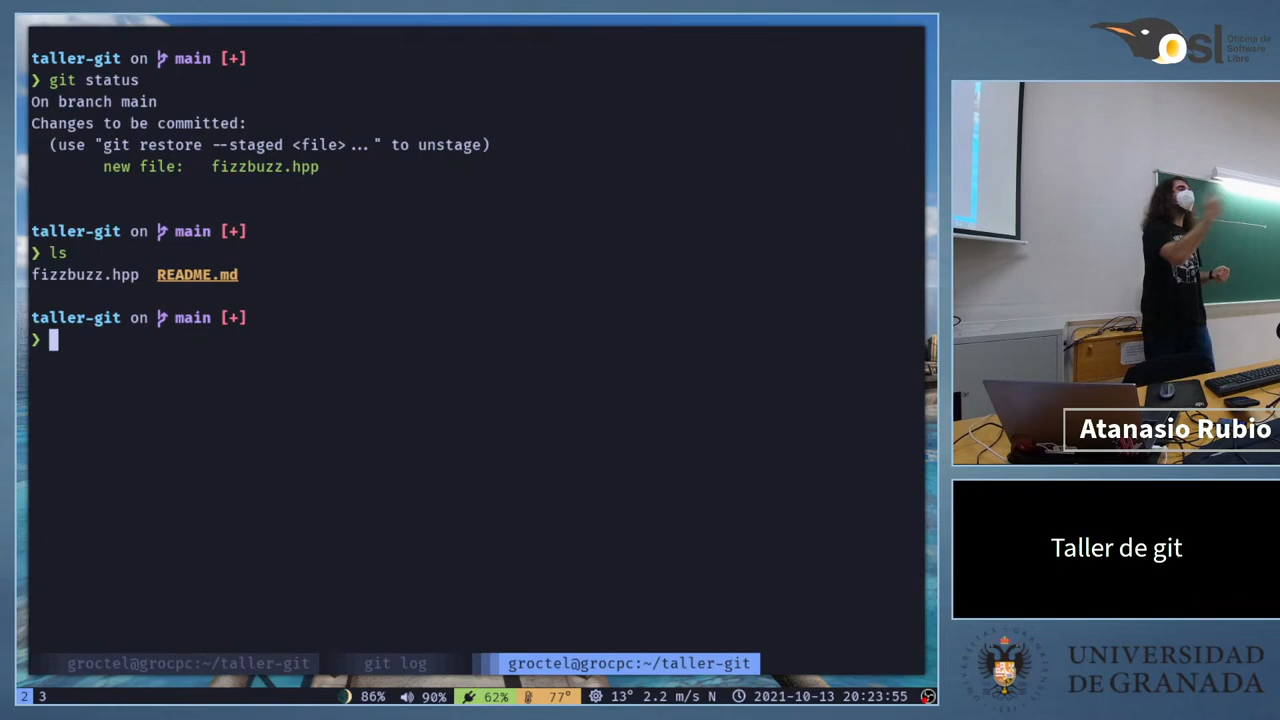 taller-git on main [+]
❯ git status
On branch main
Changes to be committed:
(use "git restore --staged <file>..." to unstage)
new file: fizzbuzz.hpp
taller-git on main [+]
❯ ls
fizzbuzz.hpp README.md
taller-git on main [+]
❯
groctel@grocpc:~/taller-git git log groctel@grocpc:~/taller-git
2 3 86% 90% 62% 77° 13° 2.2 m/s N 2021-10-13 20:23:55
osl
Oficina de
Software
Libre
Atanasio Rubio
Taller de git
UNIVERSIDAD
DE GRANADA